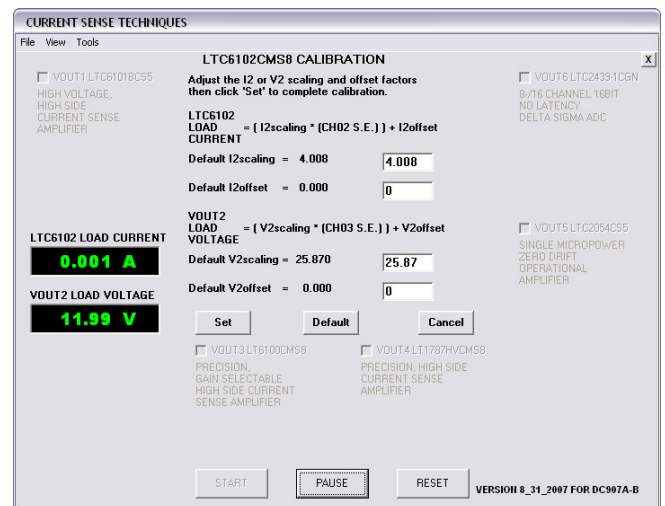 CURRENT SENSE TECHNIQUES
File View Tools
LTC6102CMS8 CALIBRATION
X
Adjust the I2 or V2 scaling and offset factors
then click 'Set' to complete calibration.
VOUT1 LTC6101BCS5
HIGH VOLTAGE,
HIGH SIDE
CURRENT SENSE
AMPLIFIER
VOUT6 LTC2439-1CGN
8-/16 CHANNEL 16BIT
NO LATENCY
DELTA SIGMA ADC
LTC6102
LOAD = ( I2scaling * (CH02 S.E.) ) + I2offset
CURRENT
Default I2scaling = 4.008 4.008
Default I2offset = 0.000 0
VOUT2
LOAD = ( V2scaling * (CH03 S.E.) ) + V2offset
VOLTAGE
Default V2scaling = 25.870 25.87
Default V2offset = 0.000 0
LTC6102 LOAD CURRENT
0.001 A
VOUT2 LOAD VOLTAGE
11.99 V
VOUT5 LTC2054CS5
SINGLE MICROPOWER
ZERO DRIFT
OPERATIONAL
AMPLIFIER
Set Default Cancel
VOUT3 LT6100CMS8
PRECISION,
GAIN SELECTABLE
HIGH SIDE CURRENT
SENSE AMPLIFIER
VOUT4 LT1787HVCMS8
PRECISION, HIGH SIDE
CURRENT SENSE
AMPLIFIER
START PAUSE RESET
VERSION 8_31_2007 FOR DC907A-B